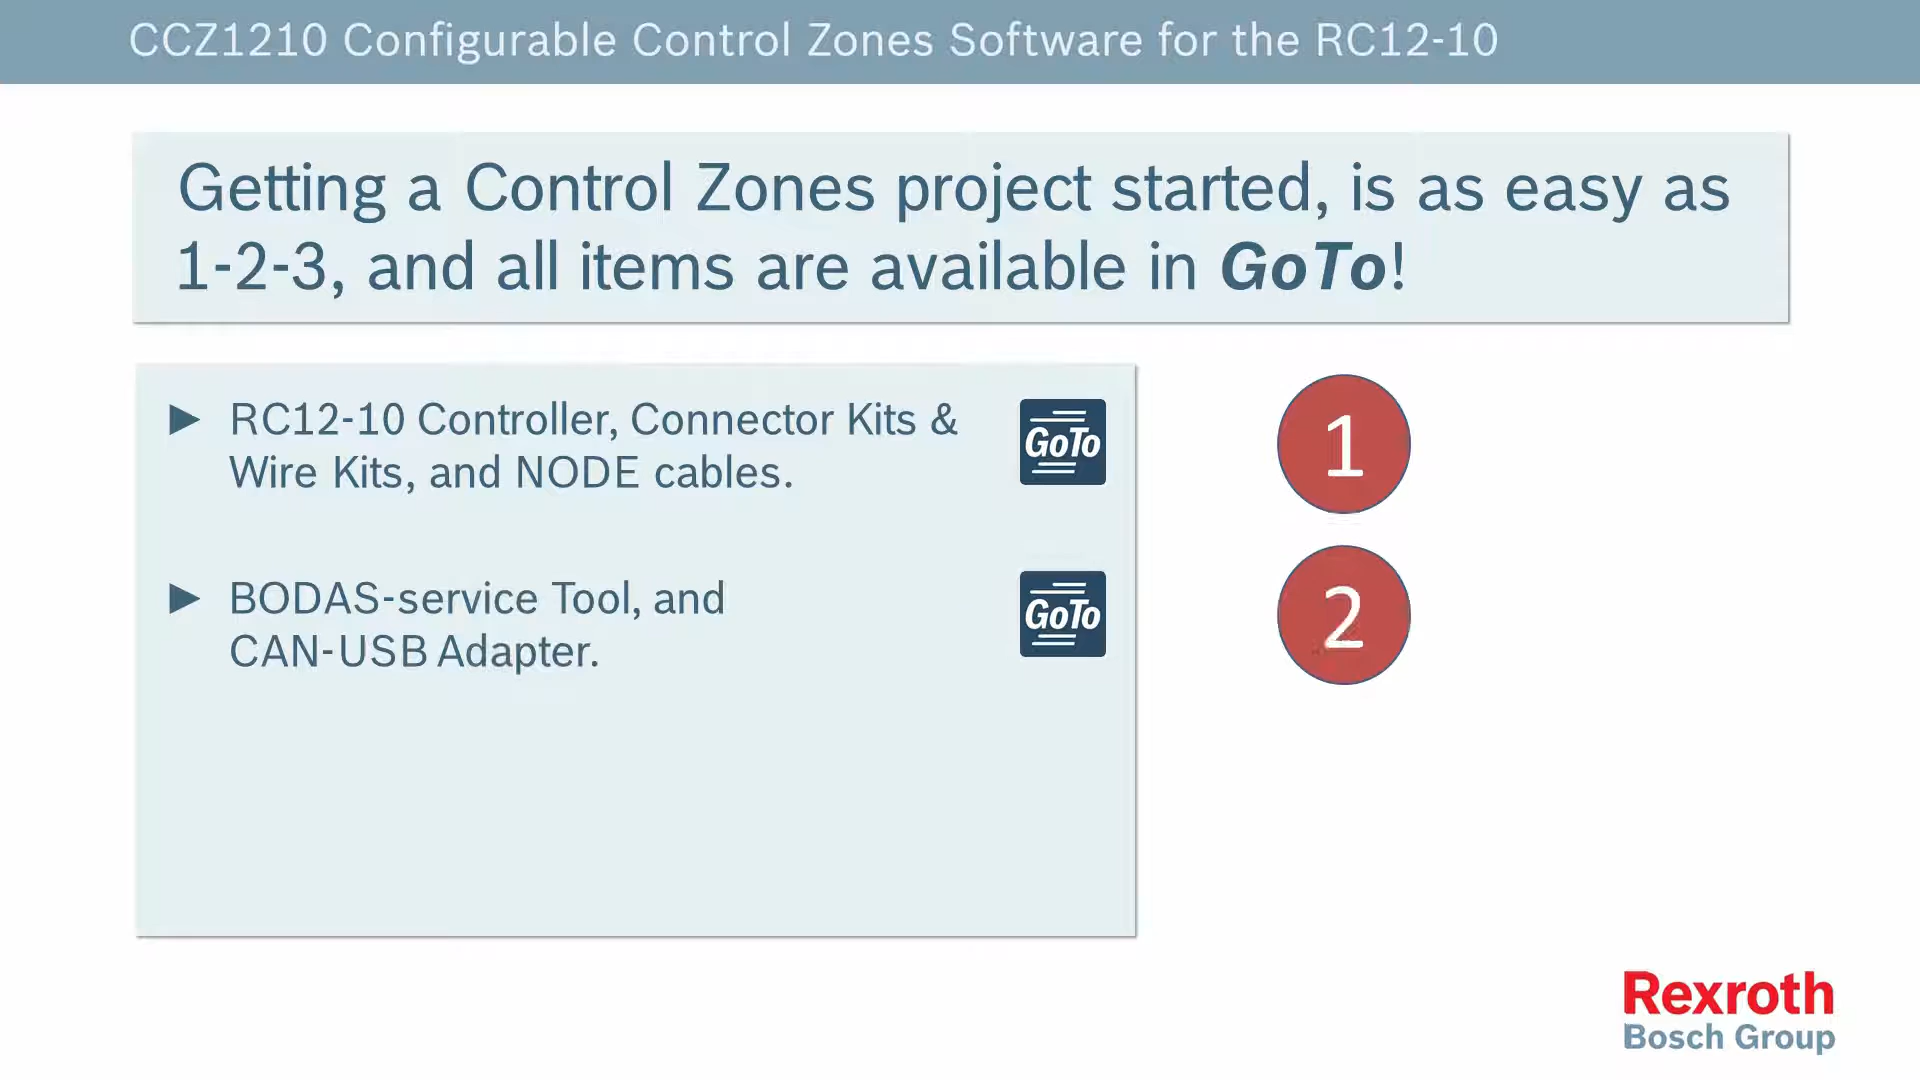 CCZ1210 Configurable Control Zones Software for the RC12-10
Getting a Control Zones project started, is as easy as
1-2-3, and all items are available in GoTo!
► RC12-10 Controller, Connector Kits &
Wire Kits, and NODE cables.
GoTo
1
► BODAS-service Tool, and
CAN-USB Adapter.
GoTo
2
Rexroth
Bosch Group